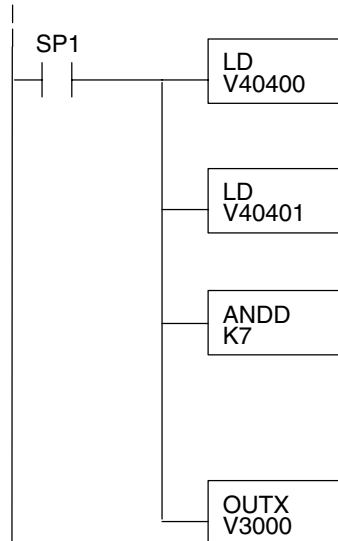 SP1
LD
V40400
LD
V40401
ANDD
K7
OUTX
V3000